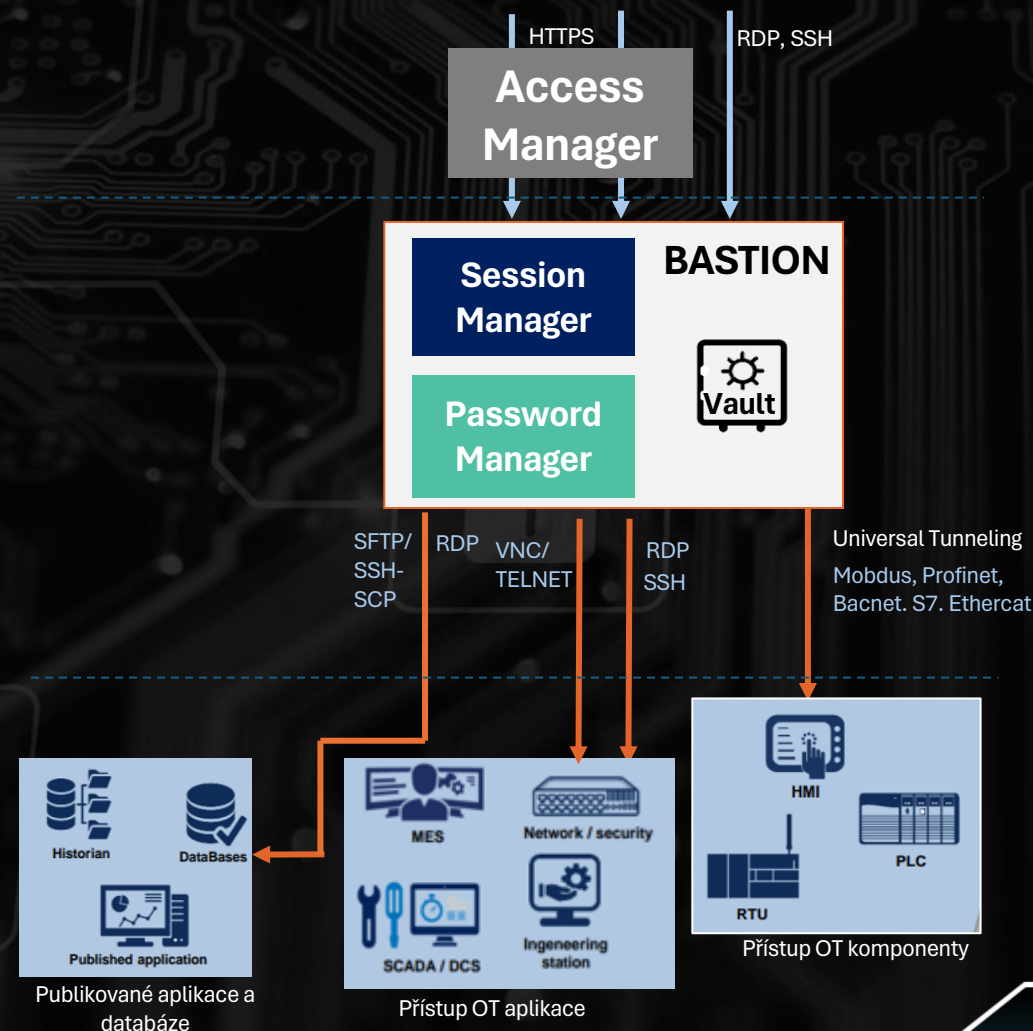 HTTPS
RDP, SSH
Access
Manager
BASTION
Session
Manager
Vault
Password
Manager
SFTP/
SSH-
SCP
RDP
VNC/
TELNET
RDP
SSH
Universal Tunneling
Mobdus, Profinet,
Bacnet. S7. Ethercat
Historian
DataBases
Published application
Publikované aplikace a
databáze
MES
Network / security
SCADA / DCS
Ingeneering
station
Přístup OT aplikace
HMI
PLC
RTU
Přístup OT komponenty